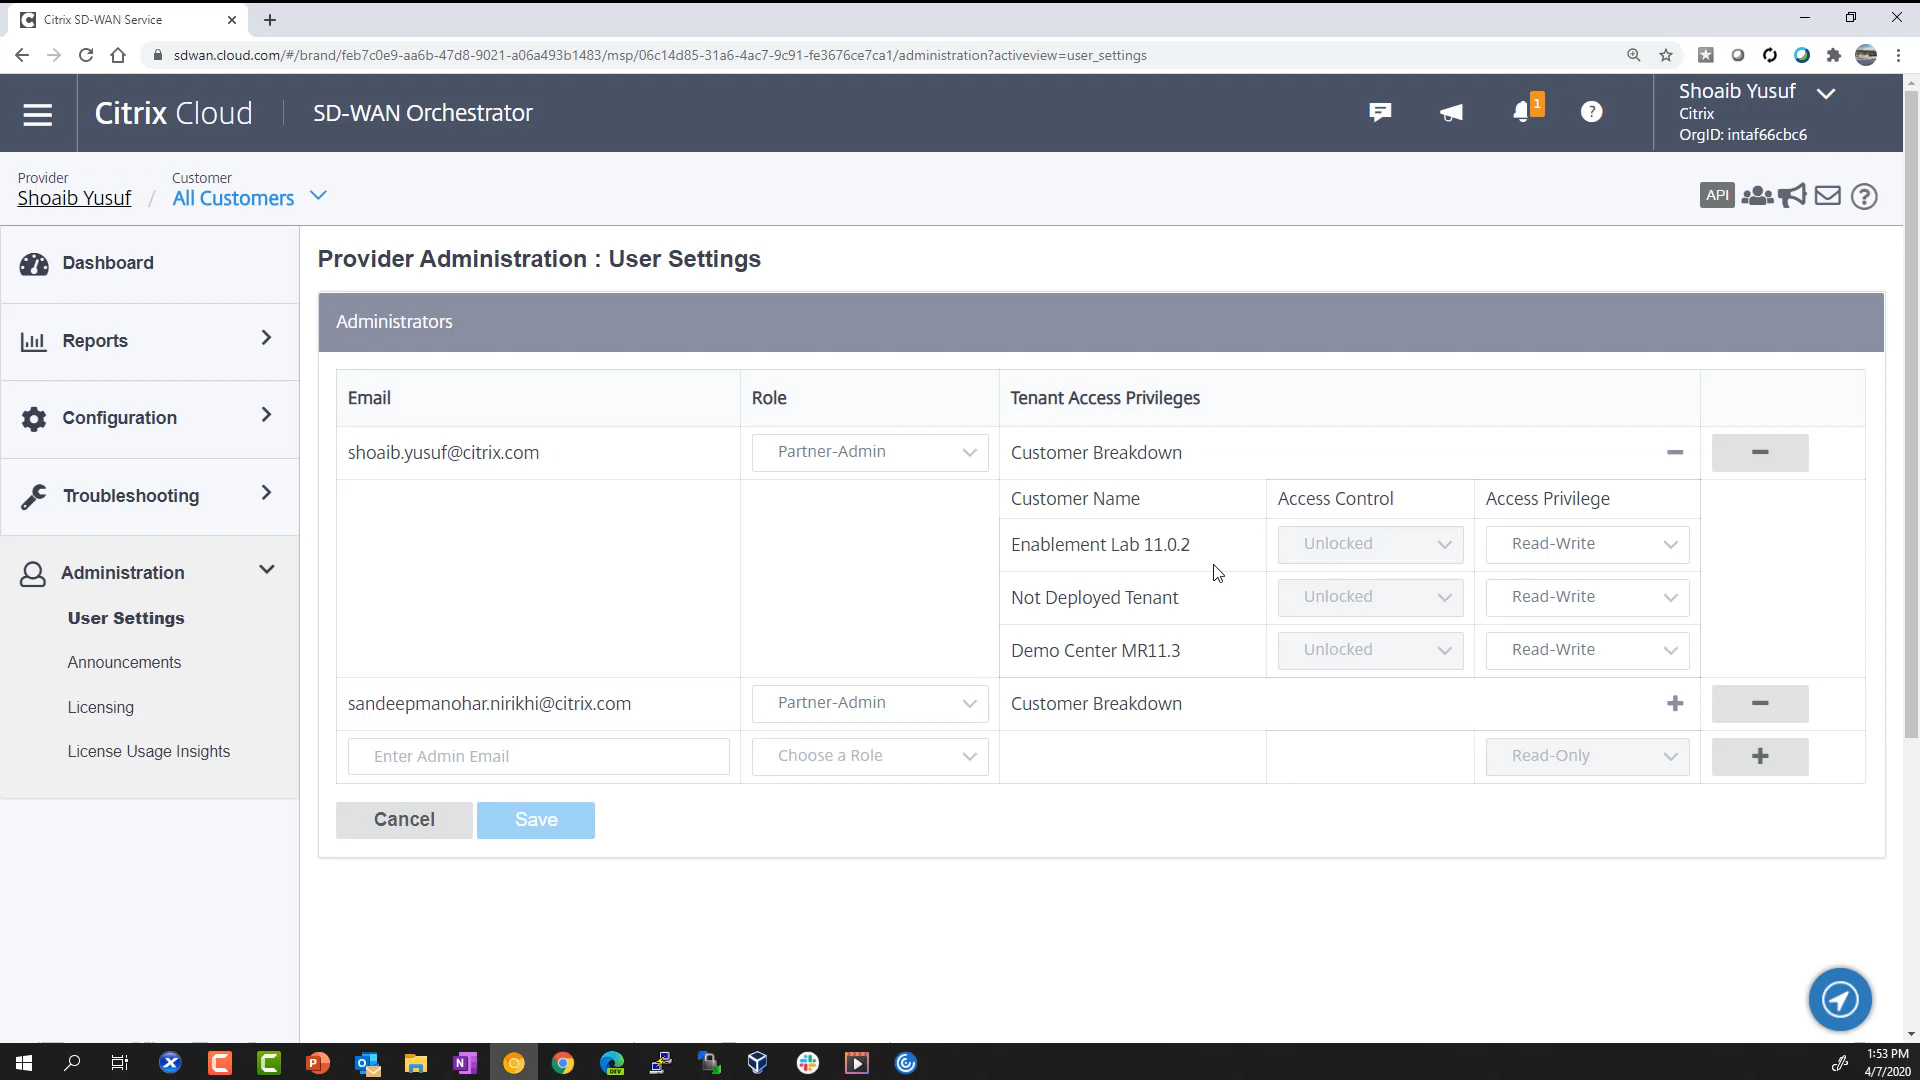 Citrix SD-WAN Service
sdwan.cloud.com/#/brand/feb7c0e9-aa6b-47d8-9021-a06a493b1483/msp/06c14d85-31a6-4ac7-9c91-fe3676ce7ca1/administration?activeview=user_settings
Citrix Cloud SD-WAN Orchestrator
1
?
Shoaib Yusuf
Citrix
OrgID: intaf66cbc6
Provider Customer
Shoaib Yusuf / All Customers
API
?
Dashboard
Reports
Configuration
Troubleshooting
Administration
User Settings
Announcements
Licensing
License Usage Insights
Provider Administration : User Settings
Administrators
Email Role Tenant Access Privileges
shoaib.yusuf@citrix.com Partner-Admin Customer Breakdown
Customer Name Access Control Access Privilege
Enablement Lab 11.0.2 Unlocked Read-Write
Not Deployed Tenant Unlocked Read-Write
Demo Center MR11.3 Unlocked Read-Write
sandeepmanohar.nirikhi@citrix.com Partner-Admin Customer Breakdown
Enter Admin Email Choose a Role Read-Only
Cancel Save
1:53 PM
4/7/2020